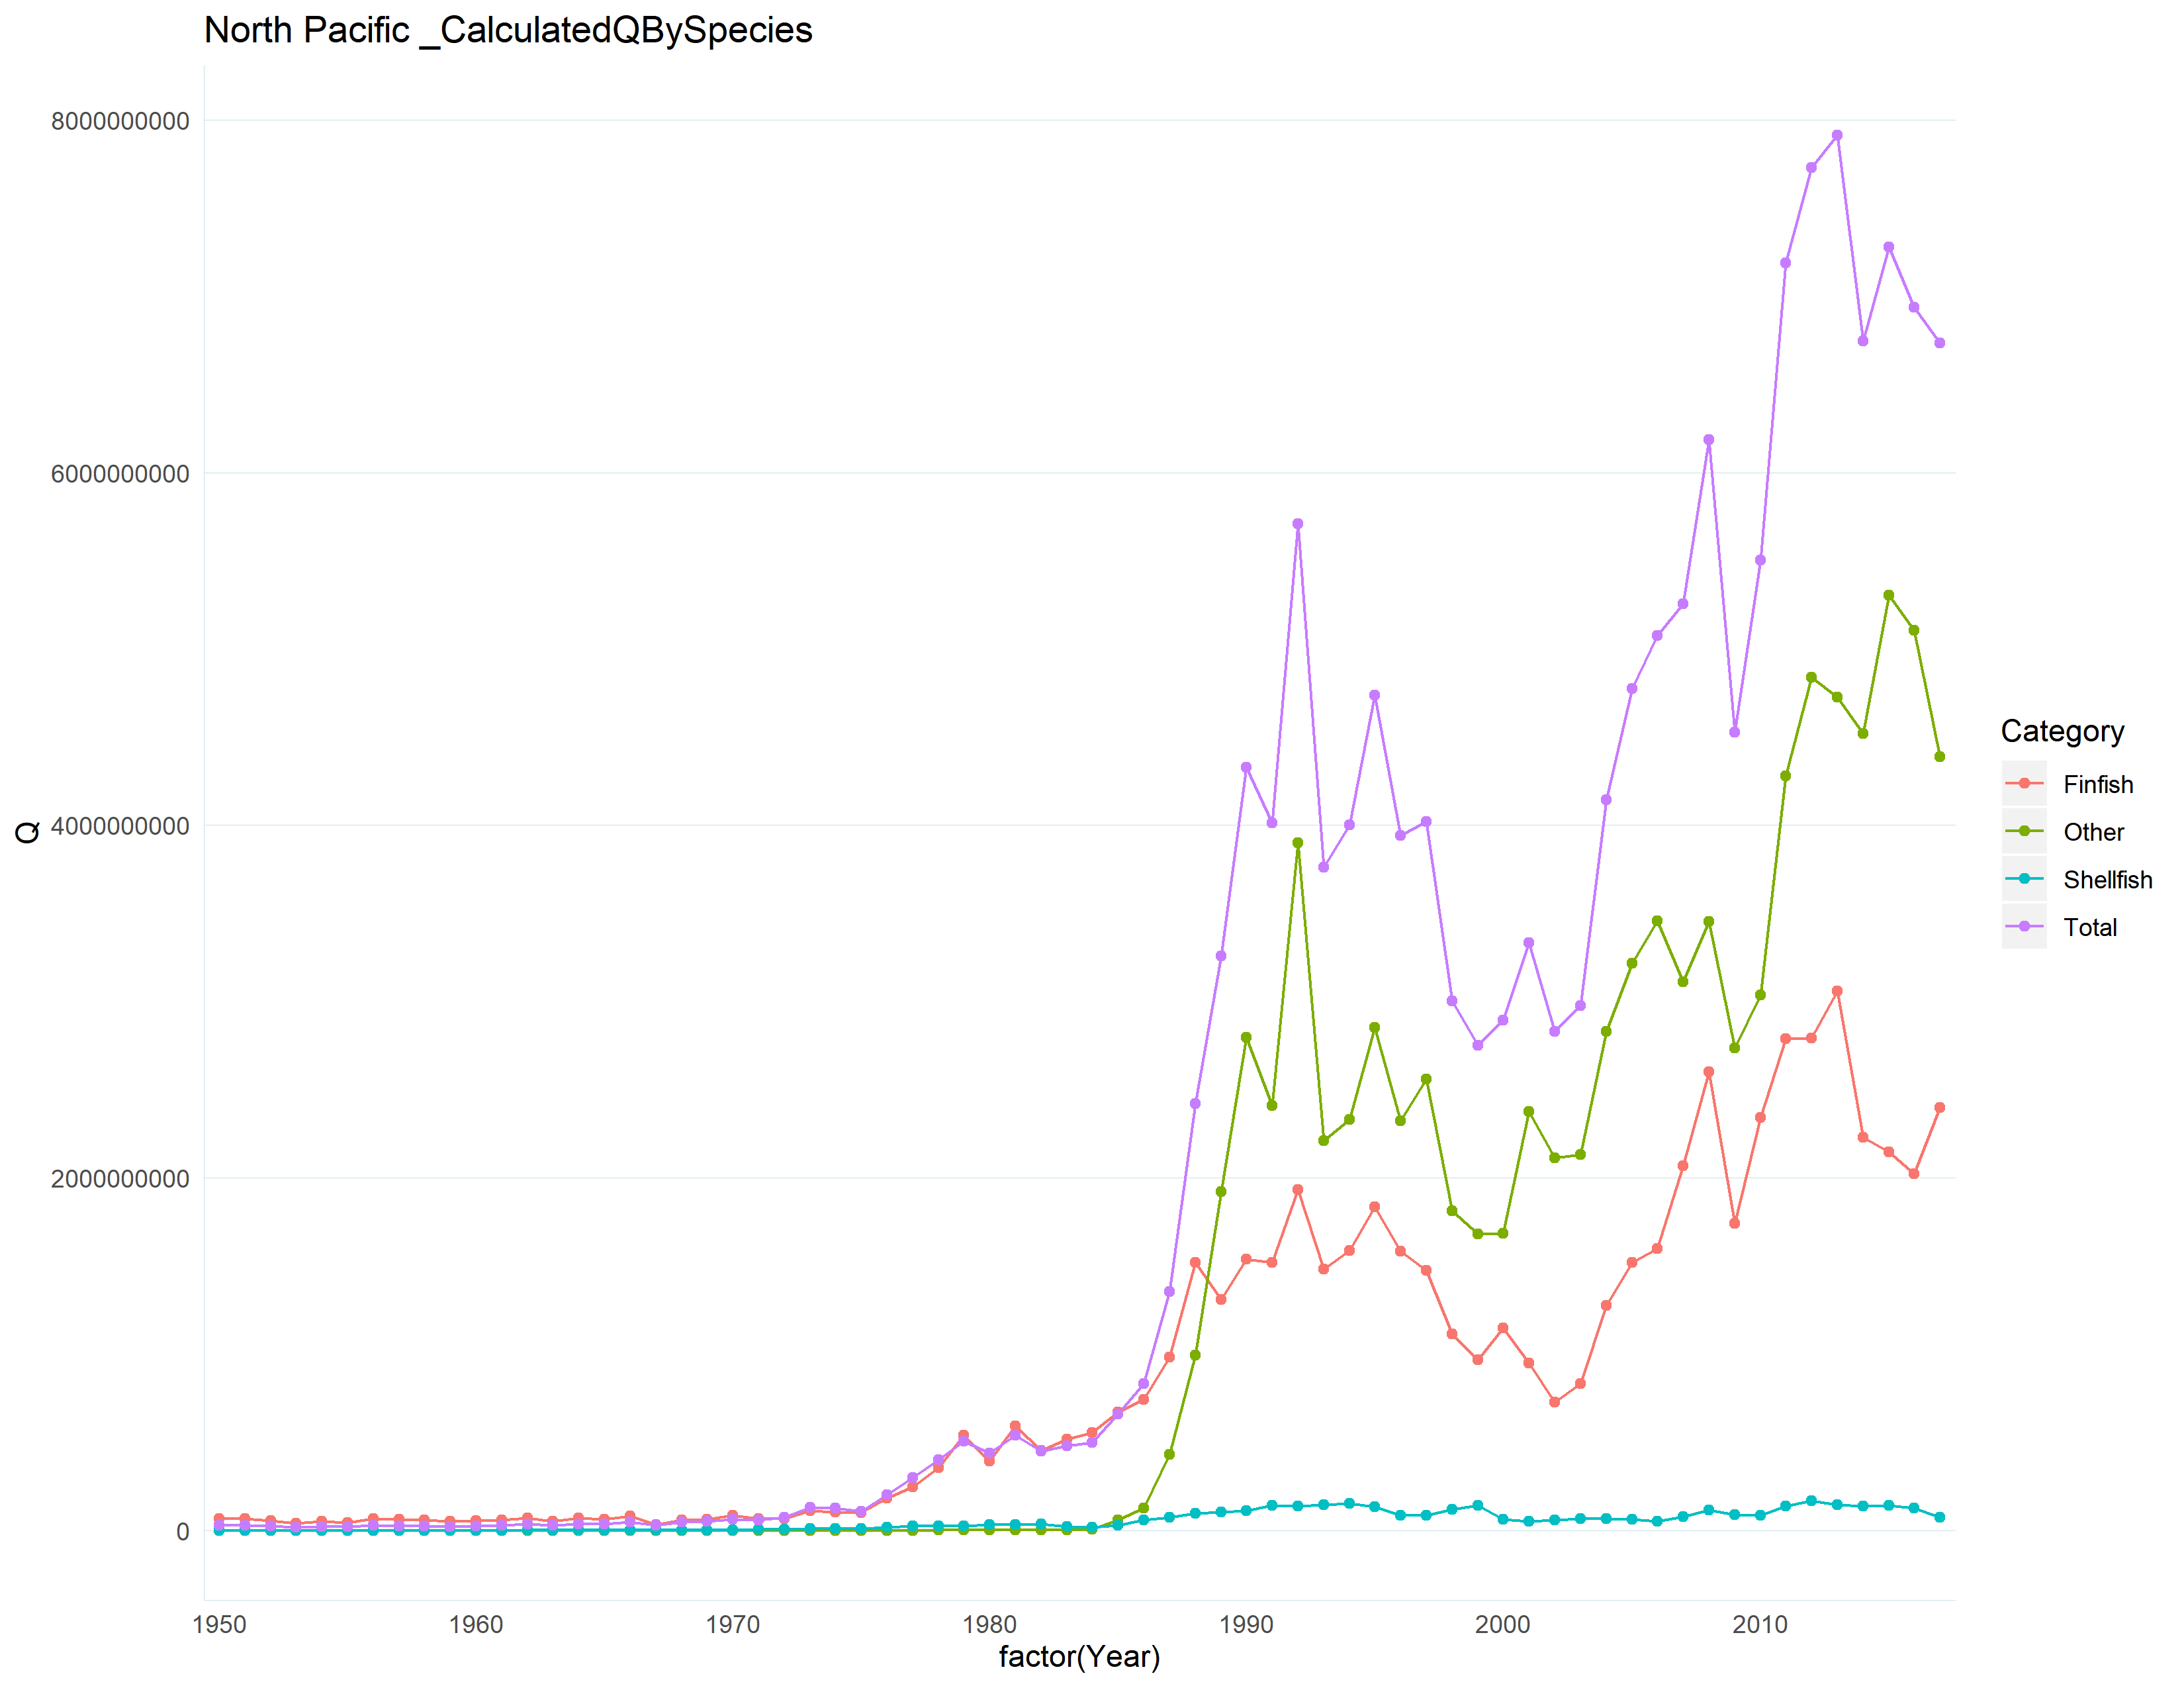 North Pacific _CalculatedQBySpecies
8000000000
6000000000
4000000000
2000000000
0
Q
1950 1960 1970 1980 1990 2000 2010
factor(Year)
Category
Finfish
Other
Shellfish
Total